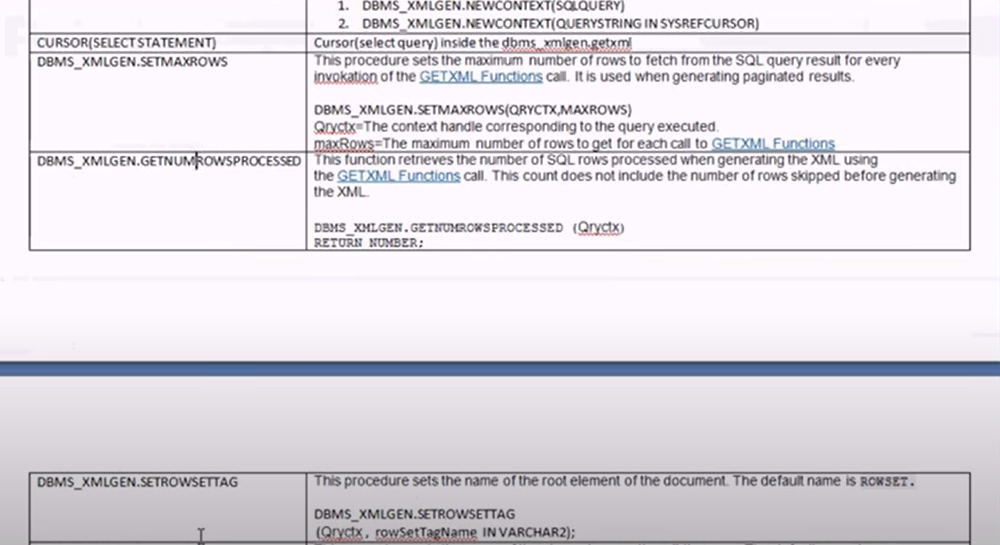 1. DBMS_XMLGEN.NEWCONTEXT(SQLQUERY)
2. DBMS_XMLGEN.NEWCONTEXT(QUERYSTRING IN SYSREFCURSOR)
CURSOR(SELECT STATEMENT)
Cursor(select query) inside the dbms_xmlgen.getxml
DBMS_XMLGEN.SETMAXROWS
This procedure sets the maximum number of rows to fetch from the SQL query result for every
invokation of the GETXML Functions call. It is used when generating paginated results.
DBMS_XMLGEN.SETMAXROWS(QRYCTX,MAXROWS)
Qryctx=The context handle corresponding to the query executed.
maxRows=The maximum number of rows to get for each call to GETXML Functions
DBMS_XMLGEN.GETNUMROWSPROCESSED
This function retrieves the number of SQL rows processed when generating the XML using
the GETXML Functions call. This count does not include the number of rows skipped before generating
the XML.
DBMS_XMLGEN.GETNUMROWSPROCESSED (Qryctx)
RETURN NUMBER;
DBMS_XMLGEN.SETROWSETTAG
This procedure sets the name of the root element of the document. The default name is ROWSET.
DBMS_XMLGEN.SETROWSETTAG
(Qryctx, rowSetTagName IN VARCHAR2);